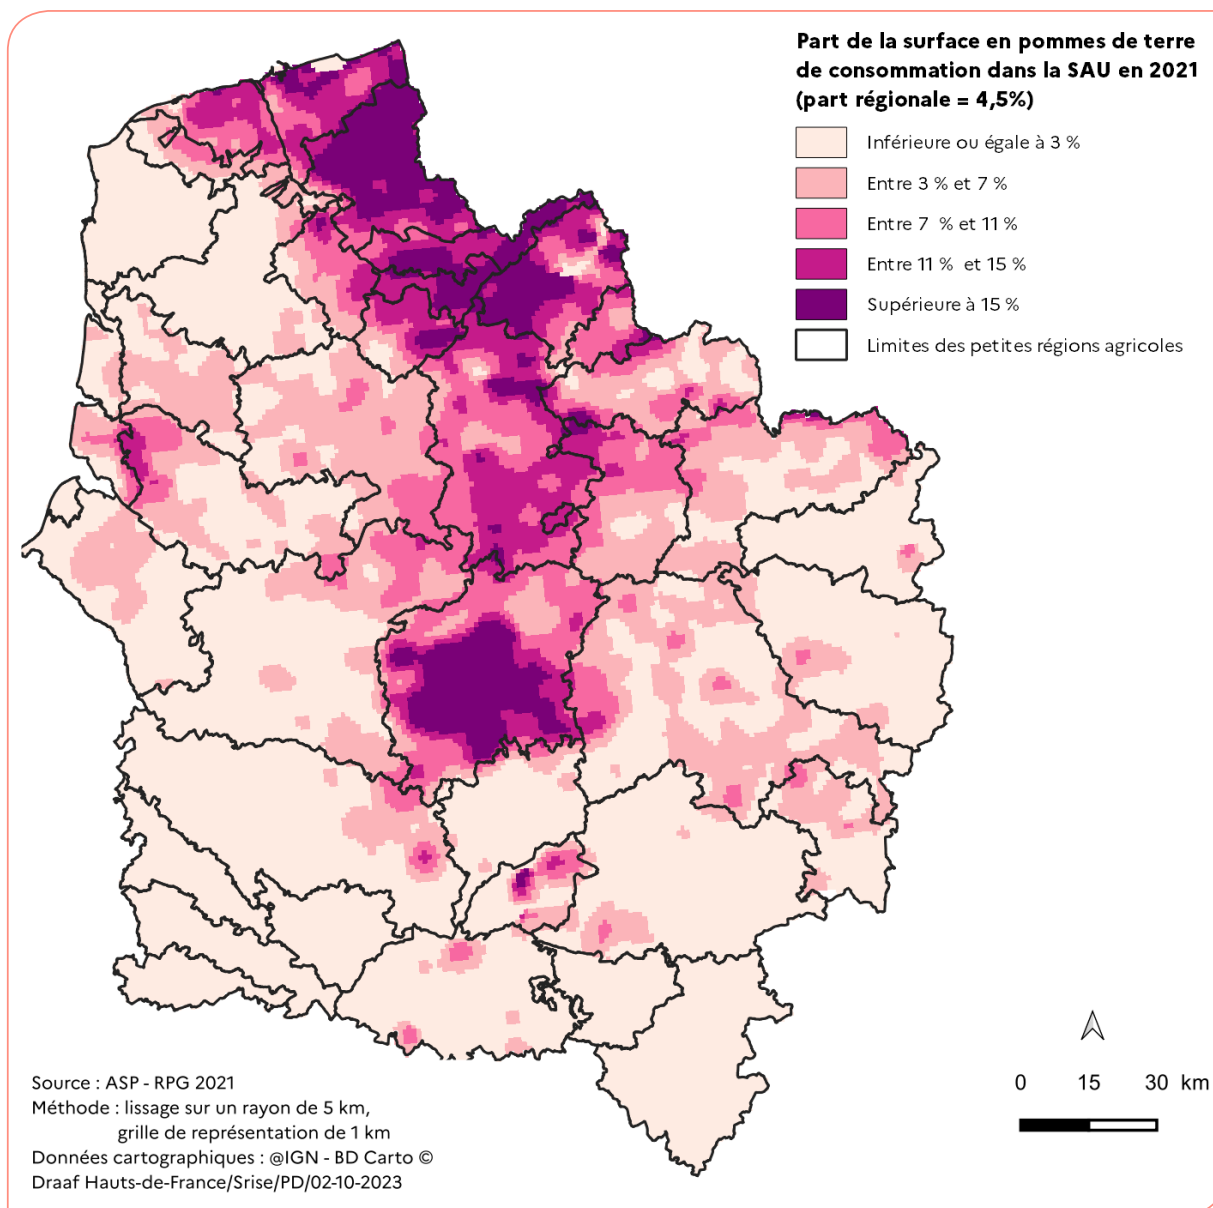 Part de la surface en pommes de terre
de consommation dans la SAU en 2021
(part régionale = 4,5%)
Inférieure ou égale à 3 %
Entre 3 % et 7 %
Entre 7 % et 11 %
Entre 11 % et 15 %
Supérieure à 15 %
Limites des petites régions agricoles
0 15 30 km
Source : ASP - RPG 2021
Méthode : lissage sur un rayon de 5 km,
grille de représentation de 1 km
Données cartographiques : @IGN - BD Carto ©
Draaf Hauts-de-France/Srise/PD/02-10-2023